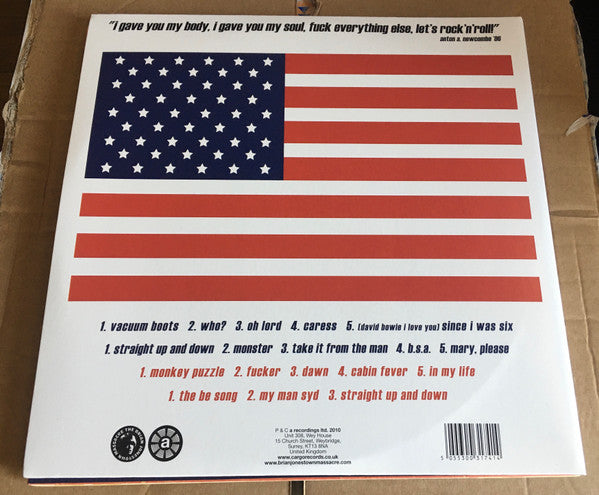 "i gave you my body, i gave you my soul, fuck everything else, let's rock'n'roll!"
anton a. newcombe '96
1. vacuum boots 2. who? 3. oh lord 4. caress 5. (david bowie i love you) since i was six
1. straight up and down 2. monster 3. take it from the man 4. b.s.a. 5. mary, please
1. monkey puzzle 2. fucker 3. dawn 4. cabin fever 5. in my life
1. the be song 2. my man syd 3. straight up and down
a
P & C a recordings ltd. 2010
Unit 208, Wey House
15 Church Street, Weybridge,
Surrey, KT13 8NA
United Kingdom
www.cargorecords.co.uk
www.brianjonestownmassacre.com
5 055300 317414